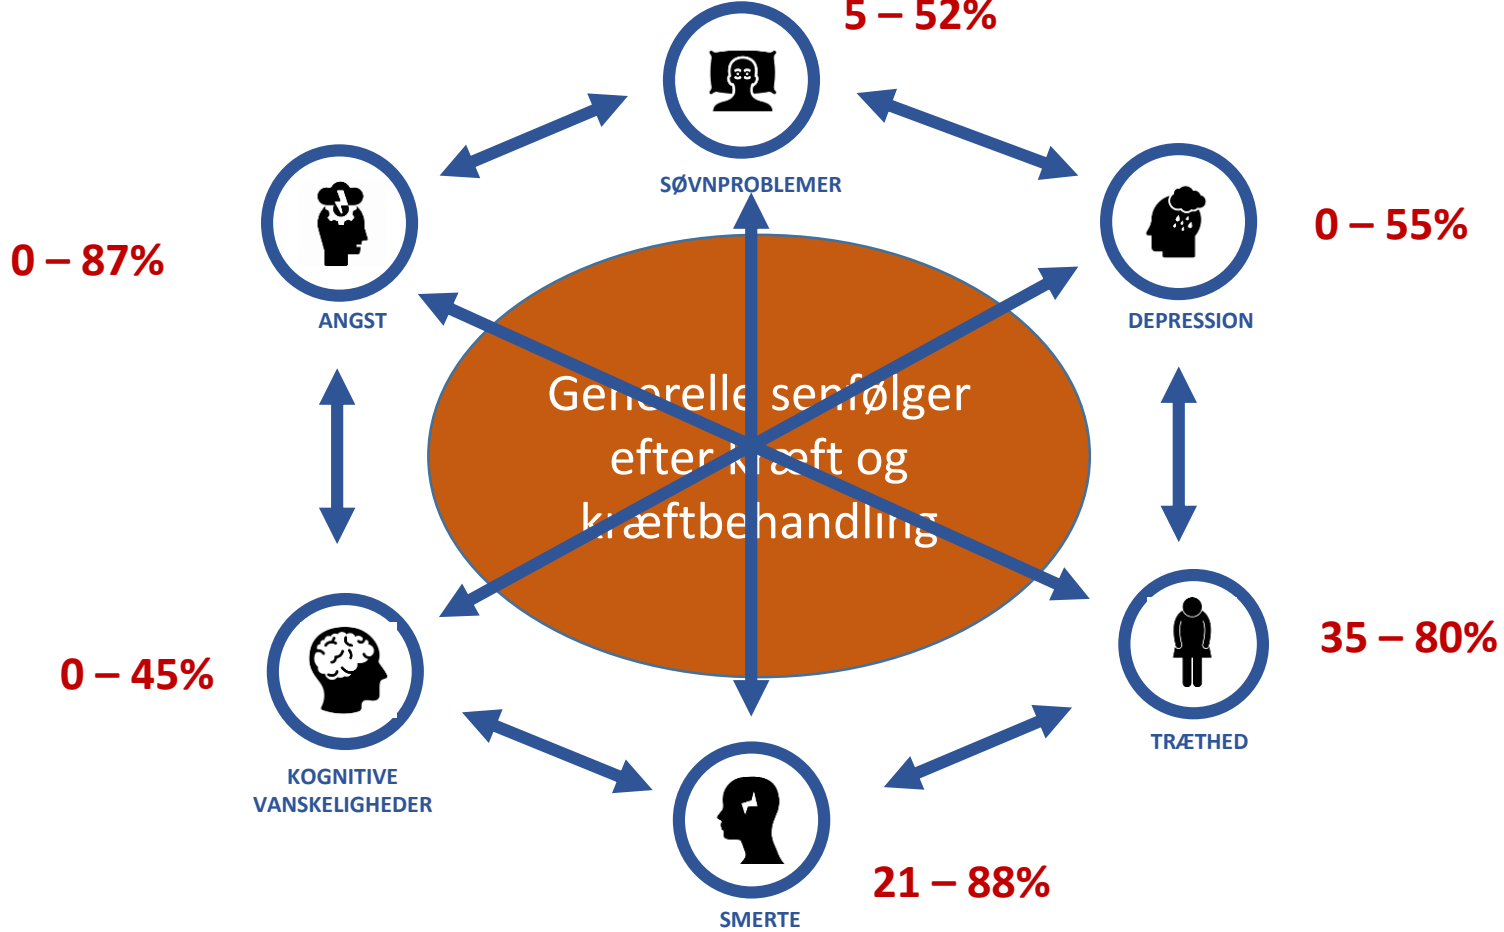 5 – 52%
SØVNPROBLEMER
0 – 87%
ANGST
0 – 55%
DEPRESSION
Generelle senfølger
efter kræft og
kræftbehandling
0 – 45%
KOGNITIVE
VANSKELIGHEDER
35 – 80%
TRÆTHED
21 – 88%
SMERTE